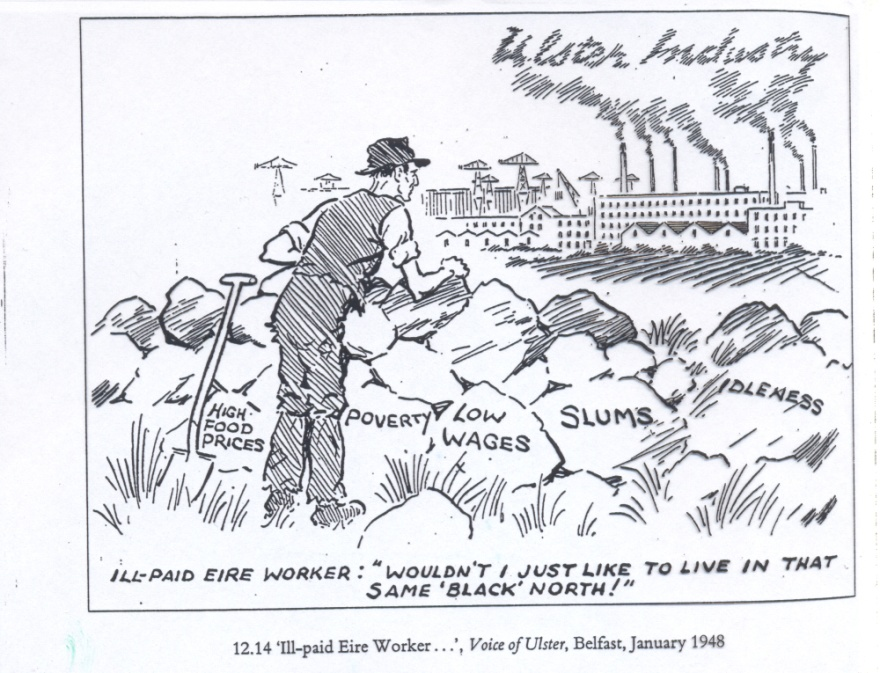 Ulster Industry
HIGH
FOOD
PRICES
POVERTY
LOW
WAGES
SLUMS
IDLENESS
ILL-PAID EIRE WORKER: "WOULDN'T I JUST LIKE TO LIVE IN THAT
SAME 'BLACK' NORTH!"
12.14 'Ill-paid Eire Worker...', Voice of Ulster, Belfast, January 1948